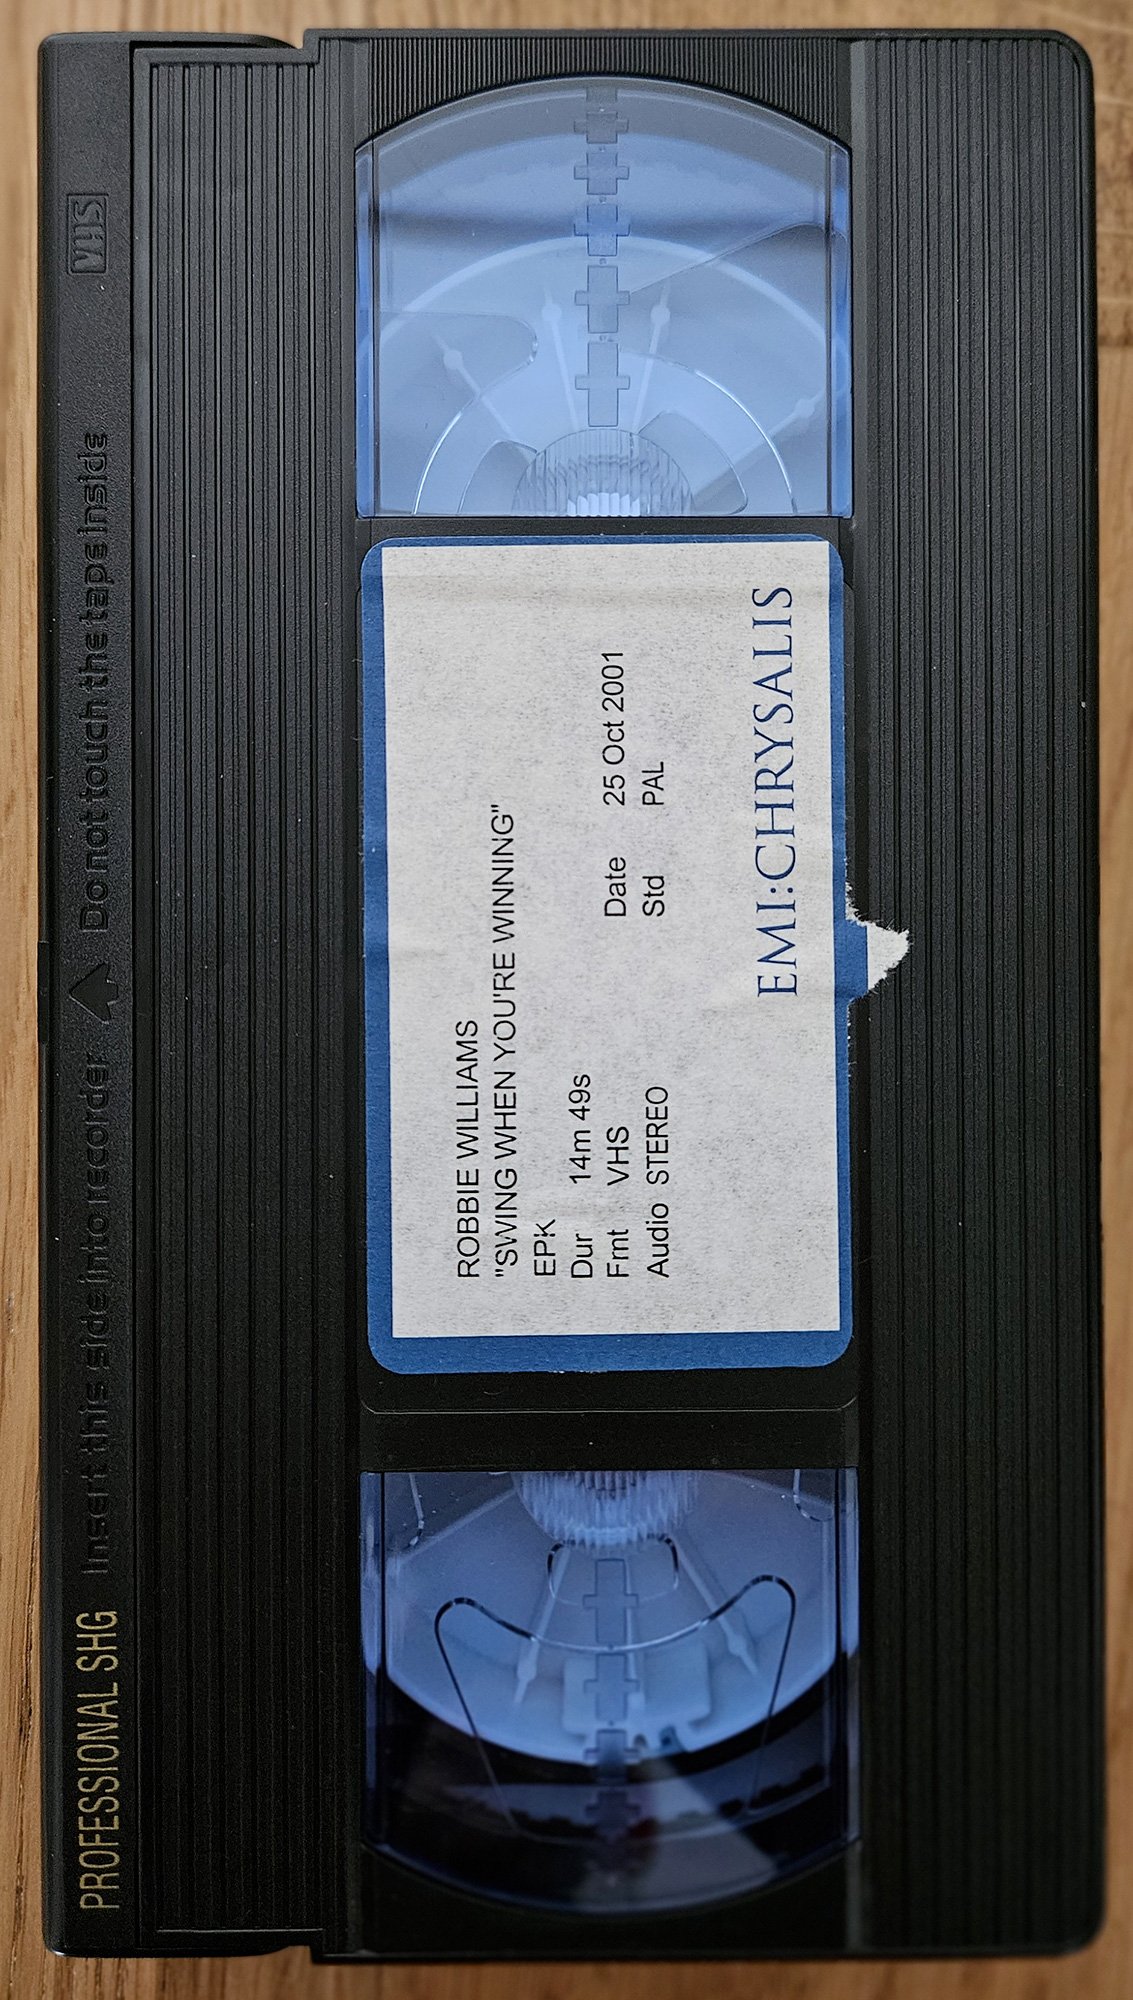 PROFESSIONAL SHG Insert this side into recorder Do not touch the tape inside VHS
ROBBIE WILLIAMS
"SWING WHEN YOU'RE WINNING"
EPK
Dur 14m 49s
Fmt VHS Date 25 Oct 2001
Audio STEREO Std PAL
EMI:CHRYSALIS